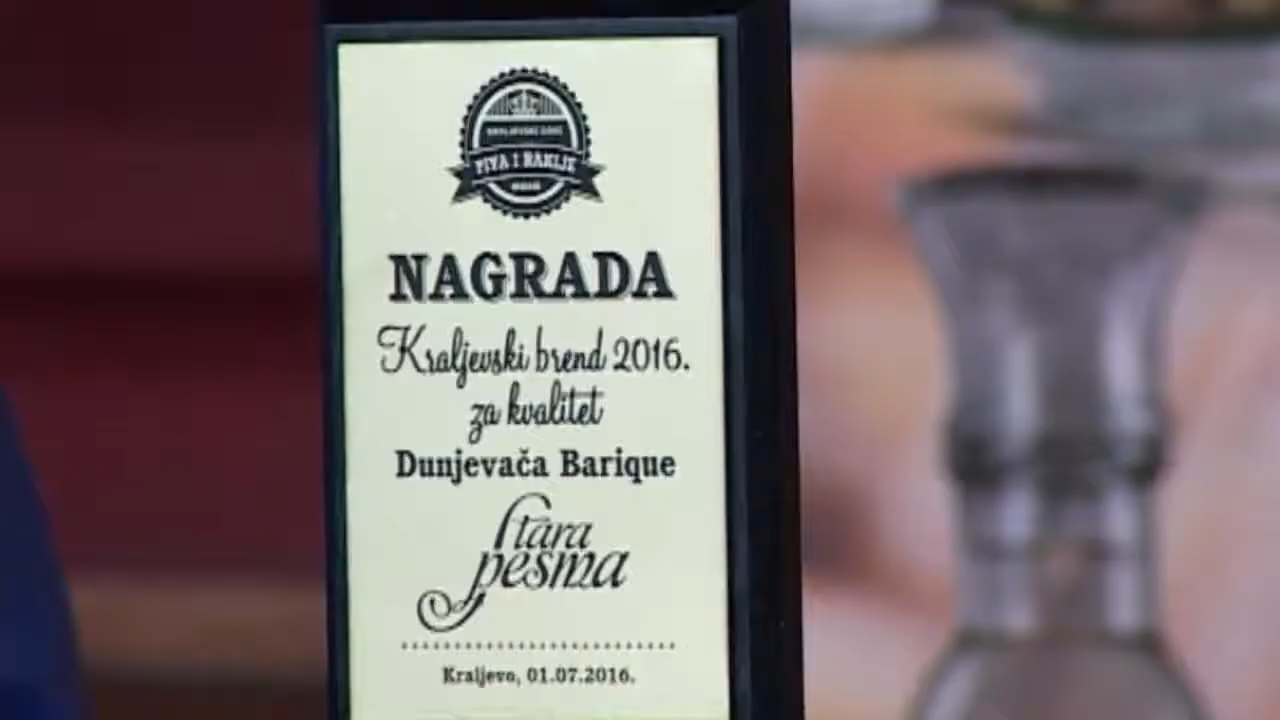 PIVA I RAKIJE
NAGRADA
Kraljevski brend 2016.
za kvalitet
Dunjevača Barique
Stara
pesma
Kraljevo, 01.07.2016.